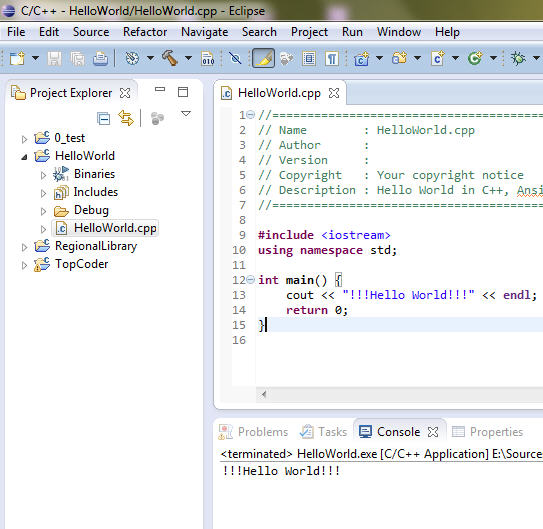 C/C++ - HelloWorld/HelloWorld.cpp - Eclipse
File Edit Source Refactor Navigate Search Project Run Window Help
Project Explorer
0_test
HelloWorld
Binaries
Includes
Debug
HelloWorld.cpp
RegionalLibrary
TopCoder
HelloWorld.cpp
1 //=====================================
2 // Name        : HelloWorld.cpp
3 // Author      :
4 // Version     :
5 // Copyright   : Your copyright notice
6 // Description : Hello World in C++, Ansi
7 //=====================================
8
9 #include <iostream>
10 using namespace std;
11
12 int main() {
13     cout << "!!!Hello World!!!" << endl;
14     return 0;
15 }
16
Problems Tasks Console Properties
<terminated> HelloWorld.exe [C/C++ Application] E:\Source
!!!Hello World!!!